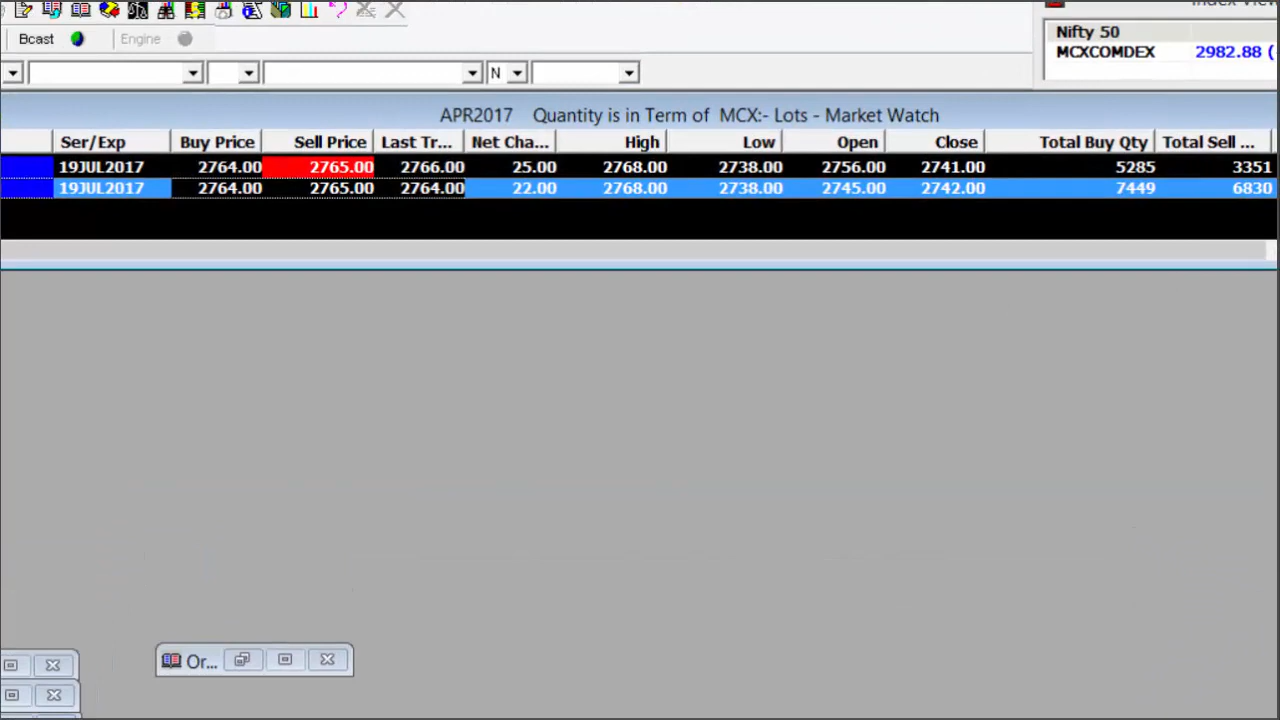 Index View
Bcast Engine
Nifty 50
MCXCOMDEX 2982.88 (
N
APR2017 Quantity is in Term of MCX:- Lots - Market Watch
Ser/Exp Buy Price Sell Price Last Tr... Net Cha... High Low Open Close Total Buy Qty Total Sell ...
19JUL2017 2764.00 2765.00 2766.00 25.00 2768.00 2738.00 2756.00 2741.00 5285 3351
19JUL2017 2764.00 2765.00 2764.00 22.00 2768.00 2738.00 2745.00 2742.00 7449 6830
Or...